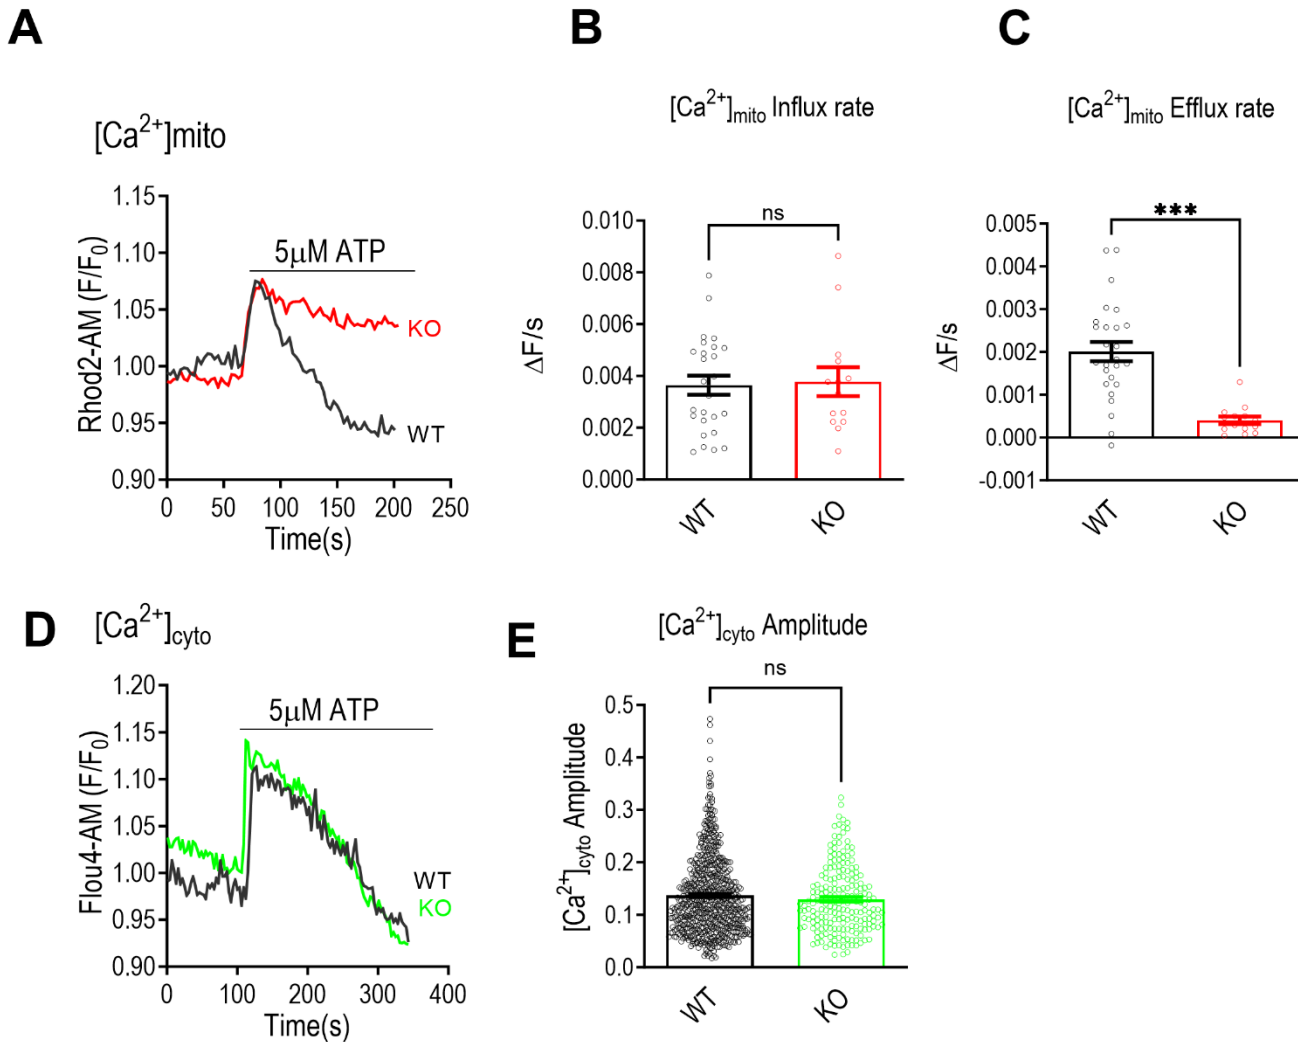 A
B
C
[Ca²⁺]mito
Rhod2-AM (F/F₀)
1.15
1.10
1.05
1.00
0.95
0.90
5μM ATP
KO
WT
0
50
100
150
200
250
Time(s)
[Ca²⁺]mito Influx rate
ΔF/s
0.010
0.008
0.006
0.004
0.002
0.000
ns
WT
KO
[Ca²⁺]mito Efflux rate
ΔF/s
0.005
0.004
0.003
0.002
0.001
0.000
-0.001
***
WT
KO
D
[Ca²⁺]cyto
Flou4-AM (F/F₀)
1.20
1.15
1.10
1.05
1.00
0.95
0.90
5μM ATP
WT
KO
0
100
200
300
400
Time(s)
E
[Ca²⁺]cyto Amplitude
[Ca²⁺]cyto Amplitude
0.5
0.4
0.3
0.2
0.1
0.0
ns
WT
KO